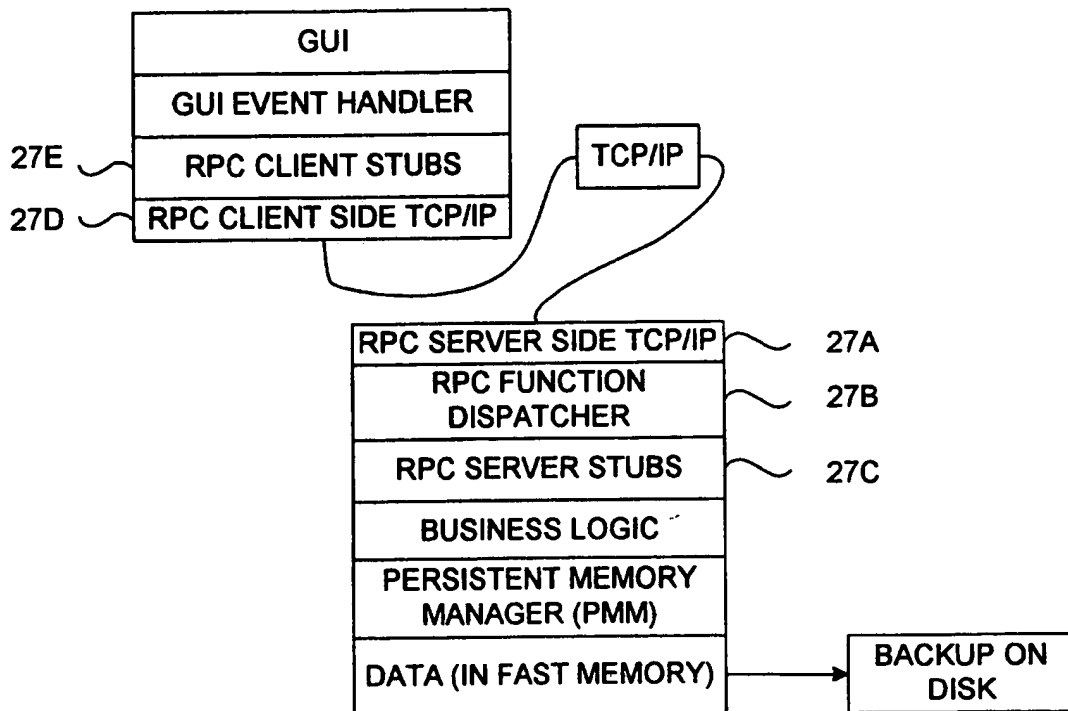 GUI
GUI EVENT HANDLER
27E
RPC CLIENT STUBS
TCP/IP
27D
RPC CLIENT SIDE TCP/IP
RPC SERVER SIDE TCP/IP
27A
RPC FUNCTION
DISPATCHER
27B
RPC SERVER STUBS
27C
BUSINESS LOGIC
PERSISTENT MEMORY
MANAGER (PMM)
DATA (IN FAST MEMORY)
BACKUP ON
DISK